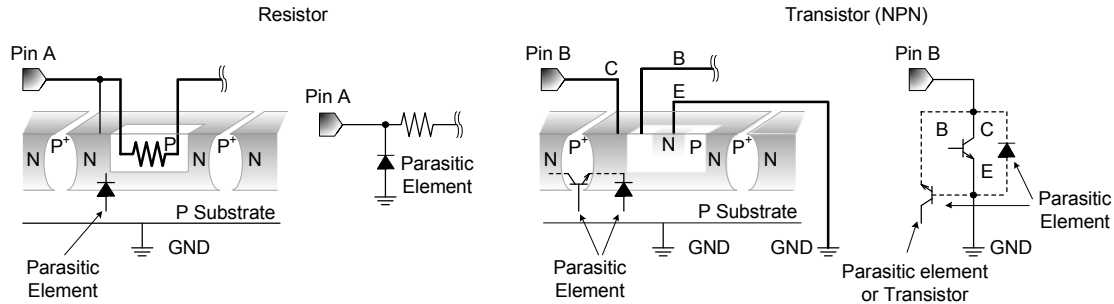 Resistor
Transistor (NPN)
Pin A
N
P+
N
P
P+
N
P Substrate
GND
Parasitic
Element
Pin A
Parasitic
Element
Pin B
C
B
E
N
P+
N
P
N
P+
N
P Substrate
GND
GND
Parasitic
Element
Pin B
B
C
E
GND
Parasitic
Element
Parasitic element
or Transistor